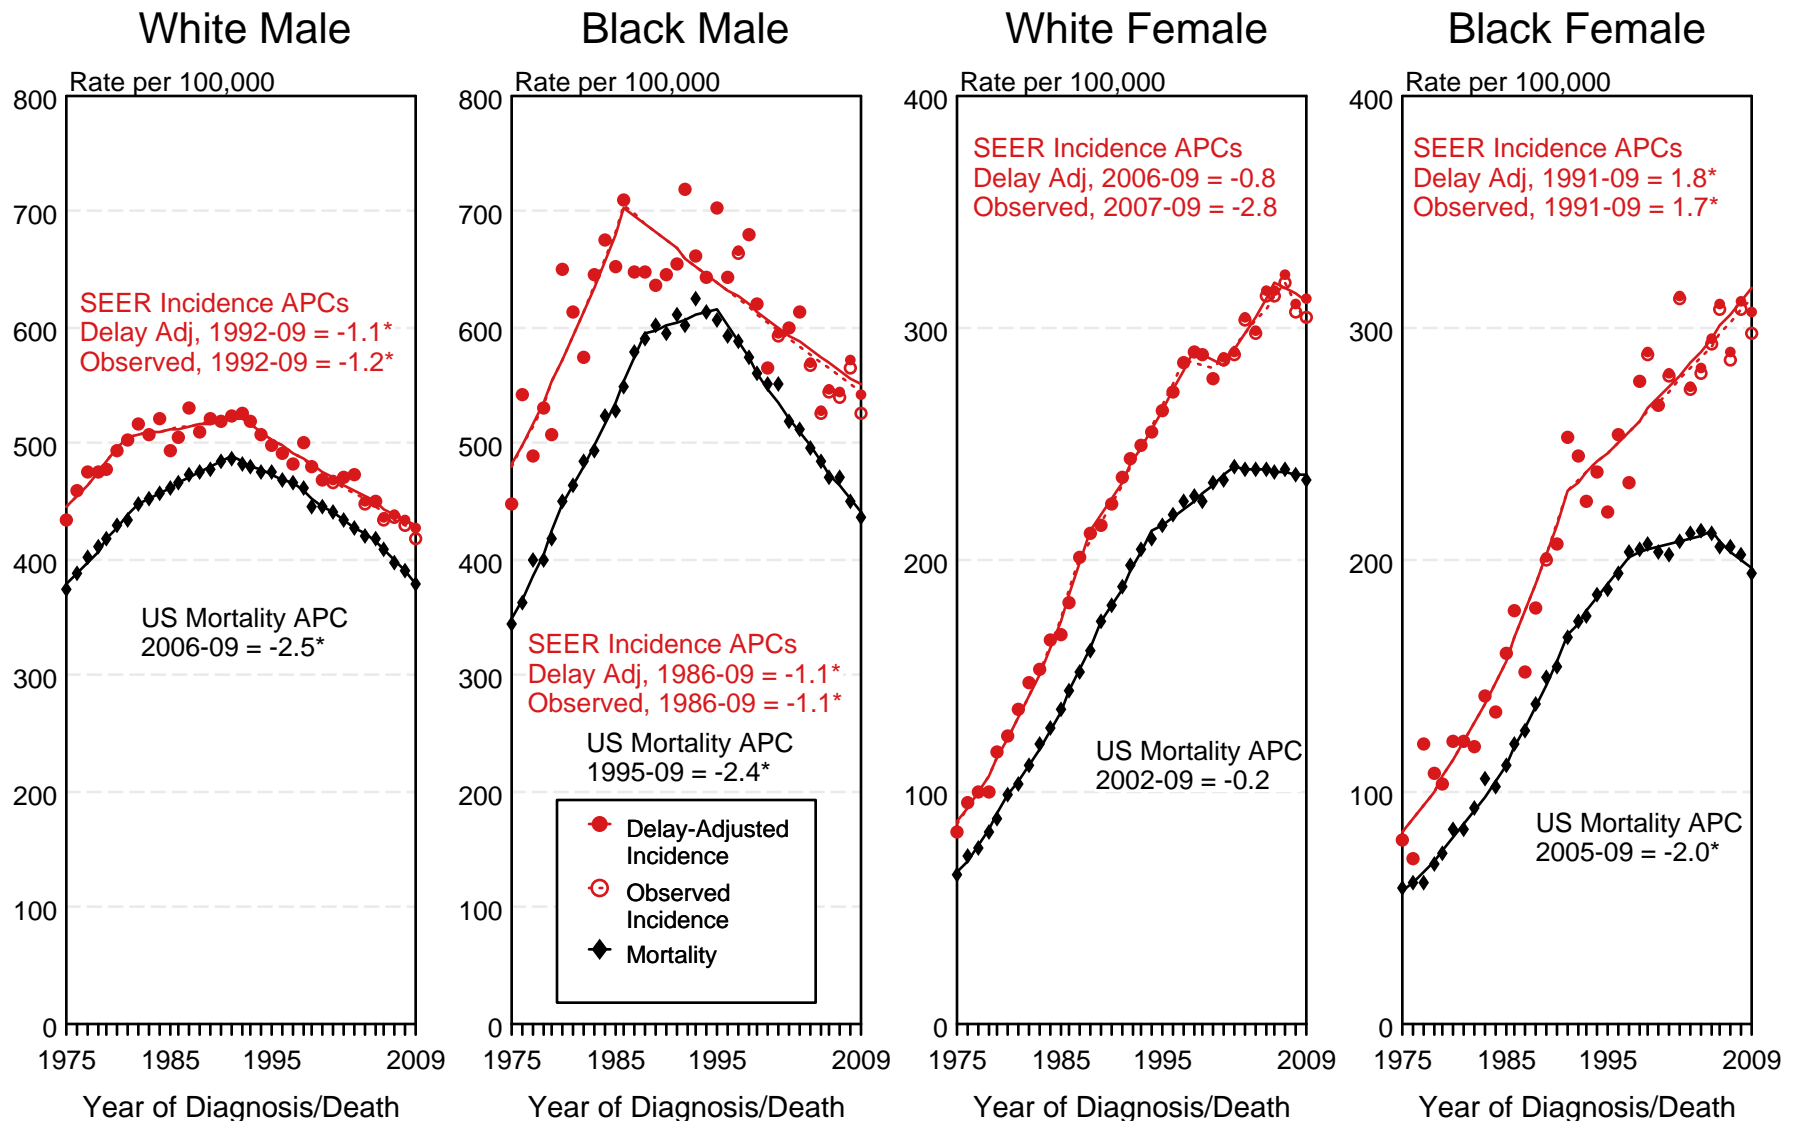 White Male
Rate per 100,000
800
700
600
500
400
300
200
100
0
SEER Incidence APCs
Delay Adj, 1992-09 = -1.1*
Observed, 1992-09 = -1.2*
US Mortality APC
2006-09 = -2.5*
1975
1985
1995
2009
Year of Diagnosis/Death
Black Male
Rate per 100,000
800
700
600
500
400
300
200
100
0
SEER Incidence APCs
Delay Adj, 1986-09 = -1.1*
Observed, 1986-09 = -1.1*
US Mortality APC
1995-09 = -2.4*
Delay-Adjusted
Incidence
Observed
Incidence
Mortality
1975
1985
1995
2009
Year of Diagnosis/Death
White Female
Rate per 100,000
400
300
200
100
0
SEER Incidence APCs
Delay Adj, 2006-09 = -0.8
Observed, 2007-09 = -2.8
US Mortality APC
2002-09 = -0.2
1975
1985
1995
2009
Year of Diagnosis/Death
Black Female
Rate per 100,000
400
300
200
100
0
SEER Incidence APCs
Delay Adj, 1991-09 = 1.8*
Observed, 1991-09 = 1.7*
US Mortality APC
2005-09 = -2.0*
1975
1985
1995
2009
Year of Diagnosis/Death